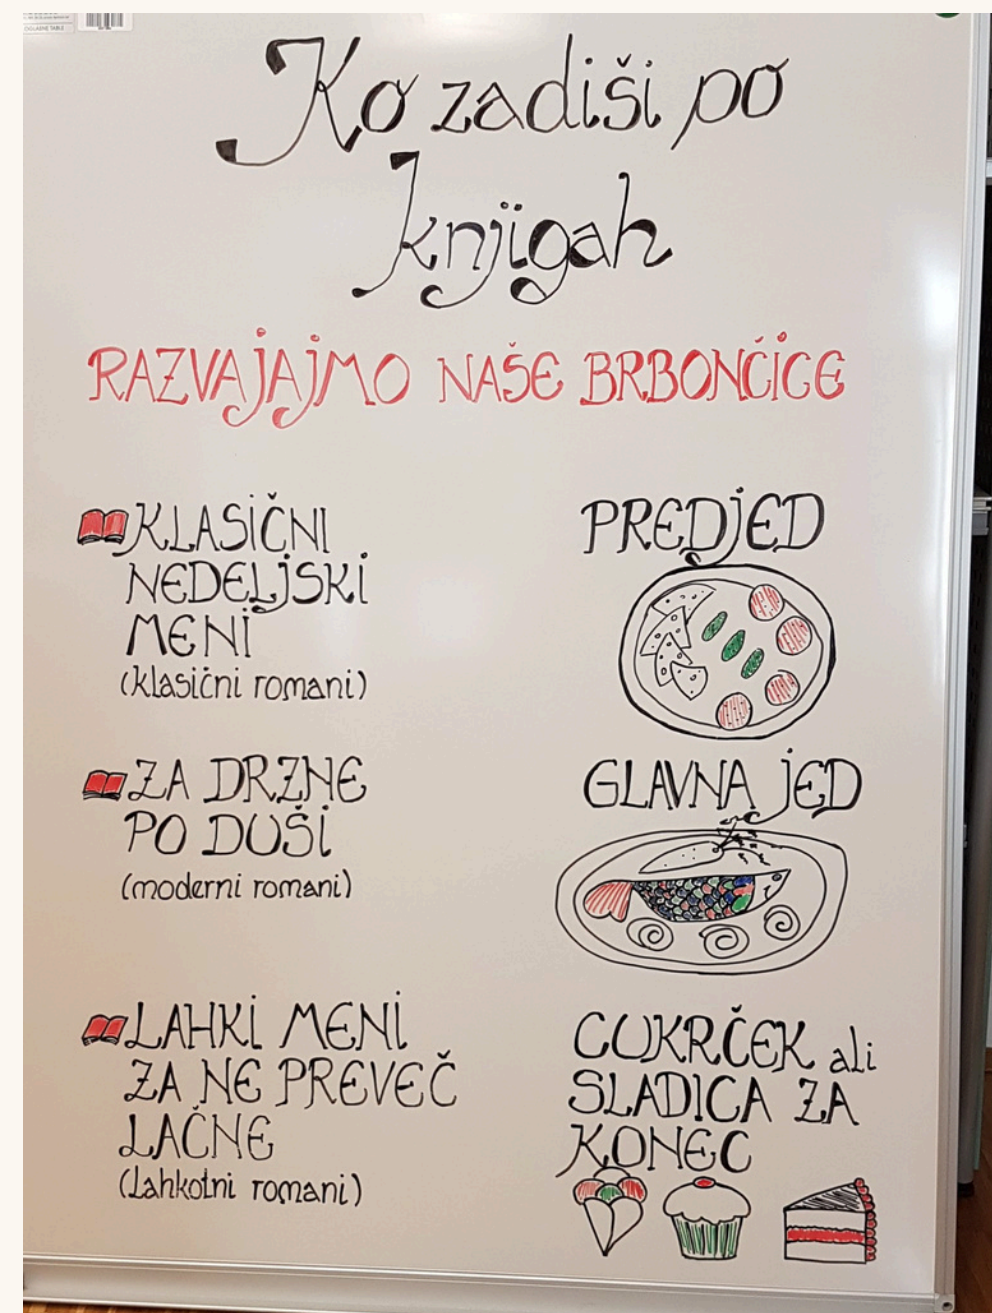 Ko zadiši po
knjigah
RAZVAJAJMO NAŠE BRBONČICE
KLASIČNI
NEDELJSKI
MENI
(klasični romani)
ZA DRZNE
PO DUŠI
(moderni romani)
LAHKI MENI
ZA NE PREVEČ
LAČNE
(Lahkotni romani)
PREDJED
GLAVNA JED
CUKRČEK ali
SLADICA ZA
KONEC